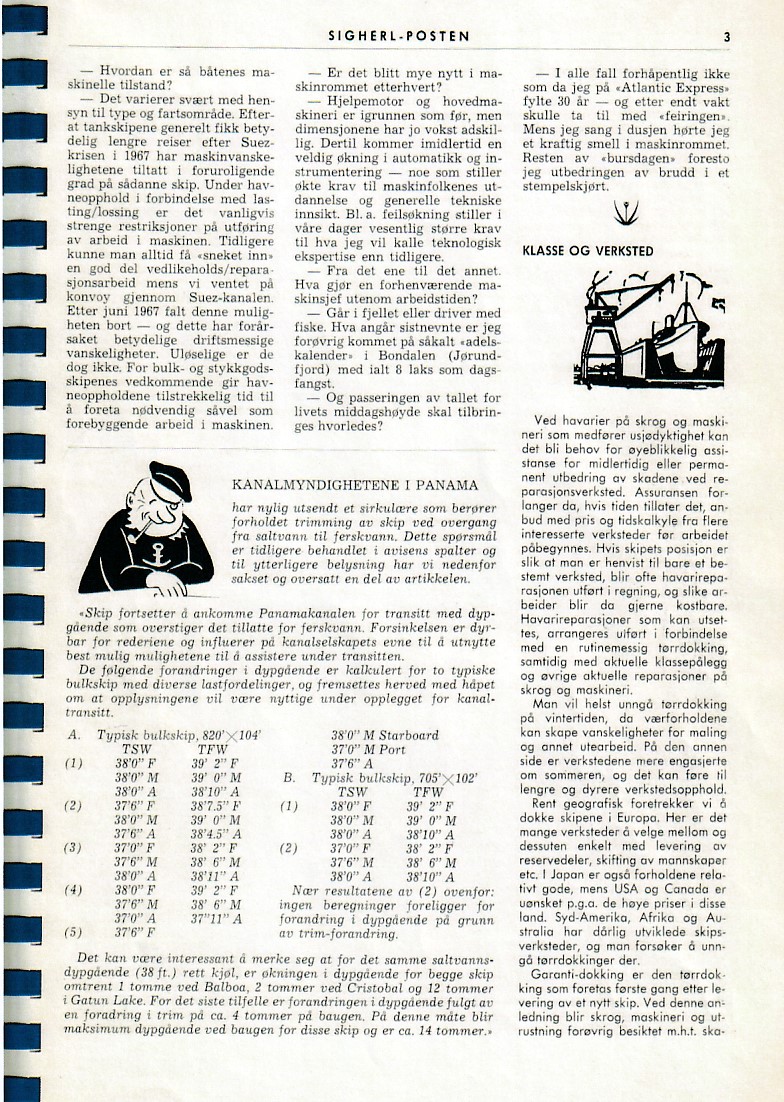 SIGHERL-POSTEN
3
— Hvordan er så båtenes ma-
skinelle tilstand?
— Det varierer svært med hen-
syn til type og fartsområde. Efter-
at tankskipene generelt fikk bety-
delig lengre reiser efter Suez-
krisen i 1967 har maskinvanske-
lighetene tiltatt i foruroligende
grad på sådanne skip. Under hav-
neopphold i forbindelse med las-
ting/lossing er det vanligvis
strenge restriksjoner på utføring
av arbeid i maskinen. Tidligere
kunne man alltid få «sneket inn»
en god del vedlikeholds/repara-
sjonsarbeid mens vi ventet på
konvoy gjennom Suez-kanalen.
Etter juni 1967 falt denne mulig-
heten bort — og dette har forår-
saket betydelige driftsmessige
vanskeligheter. Uløselige er de
dog ikke. For bulk- og stykkgods-
skipenes vedkommende gir hav-
neoppholdene tilstrekkelig tid til
å foreta nødvendig såvel som
forebyggende arbeid i maskinen.
— Er det blitt mye nytt i ma-
skinrommet etterhvert?
— Hjelpemotor og hovedma-
skineri er igrunnen som før, men
dimensjonene har jo vokst adskil-
lig. Dertil kommer imidlertid en
veldig økning i automatikk og in-
strumentering — noe som stiller
økte krav til maskinfolkenes ut-
dannelse og generelle tekniske
innsikt. Bl. a. feilsøkning stiller i
våre dager vesentlig større krav
til hva jeg vil kalle teknologisk
ekspertise enn tidligere.
— Fra det ene til det annet.
Hva gjør en forhenværende ma-
skinsjef utenom arbeidstiden?
— Går i fjellet eller driver med
fiske. Hva angår sistnevnte er jeg
forøvrig kommet på såkalt «adels-
kalender» i Bondalen (Jørund-
fjord) med ialt 8 laks som dags-
fangst.
— Og passeringen av tallet for
livets middagshøyde skal tilbrin-
ges hvorledes?
— I alle fall forhåpentlig ikke
som da jeg på «Atlantic Express»
fylte 30 år — og etter endt vakt
skulle ta til med «feiringen».
Mens jeg sang i dusjen hørte jeg
et kraftig smell i maskinrommet.
Resten av «bursdagen» foresto
jeg utbedringen av brudd i et
stempelskjørt.
KANALMYNDIGHETENE I PANAMA
har nylig utsendt et sirkulære som berører
forholdet trimming av skip ved overgang
fra saltvann til ferskvann. Dette spørsmål
er tidligere behandlet i avisens spalter og
til ytterligere belysning har vi nedenfor
sakset og oversatt en del av artikkelen.
«Skip fortsetter å ankomme Panamakanalen for transitt med dyp-
gående som overstiger det tillatte for ferskvann. Forsinkelsen er dyr-
bar for rederiene og influerer på kanalselskapets evne til å utnytte
best mulig mulighetene til å assistere under transitten.
De følgende forandringer i dypgående er kalkulert for to typiske
bulkskip med diverse lastfordelinger, og fremsettes herved med håpet
om at opplysningene vil være nyttige under opplegget for kanal-
transitt.
A. Typisk bulkskip, 820'×104'
TSW TFW
(1) 38'0" F 39' 2" F
38'0" M 39' 0" M
38'0" A 38'10" A
(2) 37'6" F 38'7.5" F
38'0" M 39' 0" M
37'6" A 38'4.5" A
(3) 37'0" F 38' 2" F
37'6" M 38' 6" M
38'0" A 38'11" A
(4) 38'0" F 39' 2" F
37'6" M 38' 6" M
37'0" A 37"11" A
(5) 37'6" F
38'0" M Starboard
37'0" M Port
37'6" A
B. Typisk bulkskip, 705'×102'
TSW TFW
(1) 38'0" F 39' 2" F
38'0" M 39' 0" M
38'0" A 38'10" A
(2) 37'0" F 38' 2" F
37'6" M 38' 6" M
38'0" A 38'10" A
Nær resultatene av (2) ovenfor:
ingen beregninger foreligger for
forandring i dypgående på grunn
av trim-forandring.
Det kan være interessant å merke seg at for det samme saltvanns-
dypgående (38 ft.) rett kjøl, er økningen i dypgående for begge skip
omtrent 1 tomme ved Balboa, 2 tommer ved Cristobal og 12 tommer
i Gatun Lake. For det siste tilfelle er forandringen i dypgående fulgt av
en foradring i trim på ca. 4 tommer på baugen. På denne måte blir
maksimum dypgående ved baugen for disse skip og er ca. 14 tommer.»
KLASSE OG VERKSTED
Ved havarier på skrog og maski-
neri som medfører usjødyktighet kan
det bli behov for øyeblikkelig assi-
stanse for midlertidig eller perma-
nent utbedring av skadene ved re-
parasjonsverksted. Assuransen for-
langer da, hvis tiden tillater det, an-
bud med pris og tidskalkyle fra flere
interesserte verksteder før arbeidet
påbegynnes. Hvis skipets posisjon er
slik at man er henvist til bare et be-
stemt verksted, blir ofte havarirepa-
rasjonen utført i regning, og slike ar-
beider blir da gjerne kostbare.
Havarireparasjoner som kan utset-
tes, arrangeres utført i forbindelse
med en rutinemessig tørrdokking,
samtidig med aktuelle klassepålegg
og øvrige aktuelle reparasjoner på
skrog og maskineri.
Man vil helst unngå tørrdokking
på vintertiden, da værforholdene
kan skape vanskeligheter for maling
og annet utearbeid. På den annen
side er verkstedene mere engasjerte
om sommeren, og det kan føre til
lengre og dyrere verkstedsopphold.
Rent geografisk foretrekker vi å
dokke skipene i Europa. Her er det
mange verksteder å velge mellom og
dessuten enkelt med levering av
reservedeler, skifting av mannskaper
etc. I Japan er også forholdene rela-
tivt gode, mens USA og Canada er
uønsket p.g.a. de høye priser i disse
land. Syd-Amerika, Afrika og Au-
stralia har dårlig utviklede skips-
verksteder, og man forsøker å unn-
gå tørrdokkinger der.
Garanti-dokking er den tørrdok-
king som foretas første gang etter le-
vering av et nytt skip. Ved denne an-
ledning blir skrog, maskineri og ut-
rustning forøvrig besiktet m.h.t. ska-